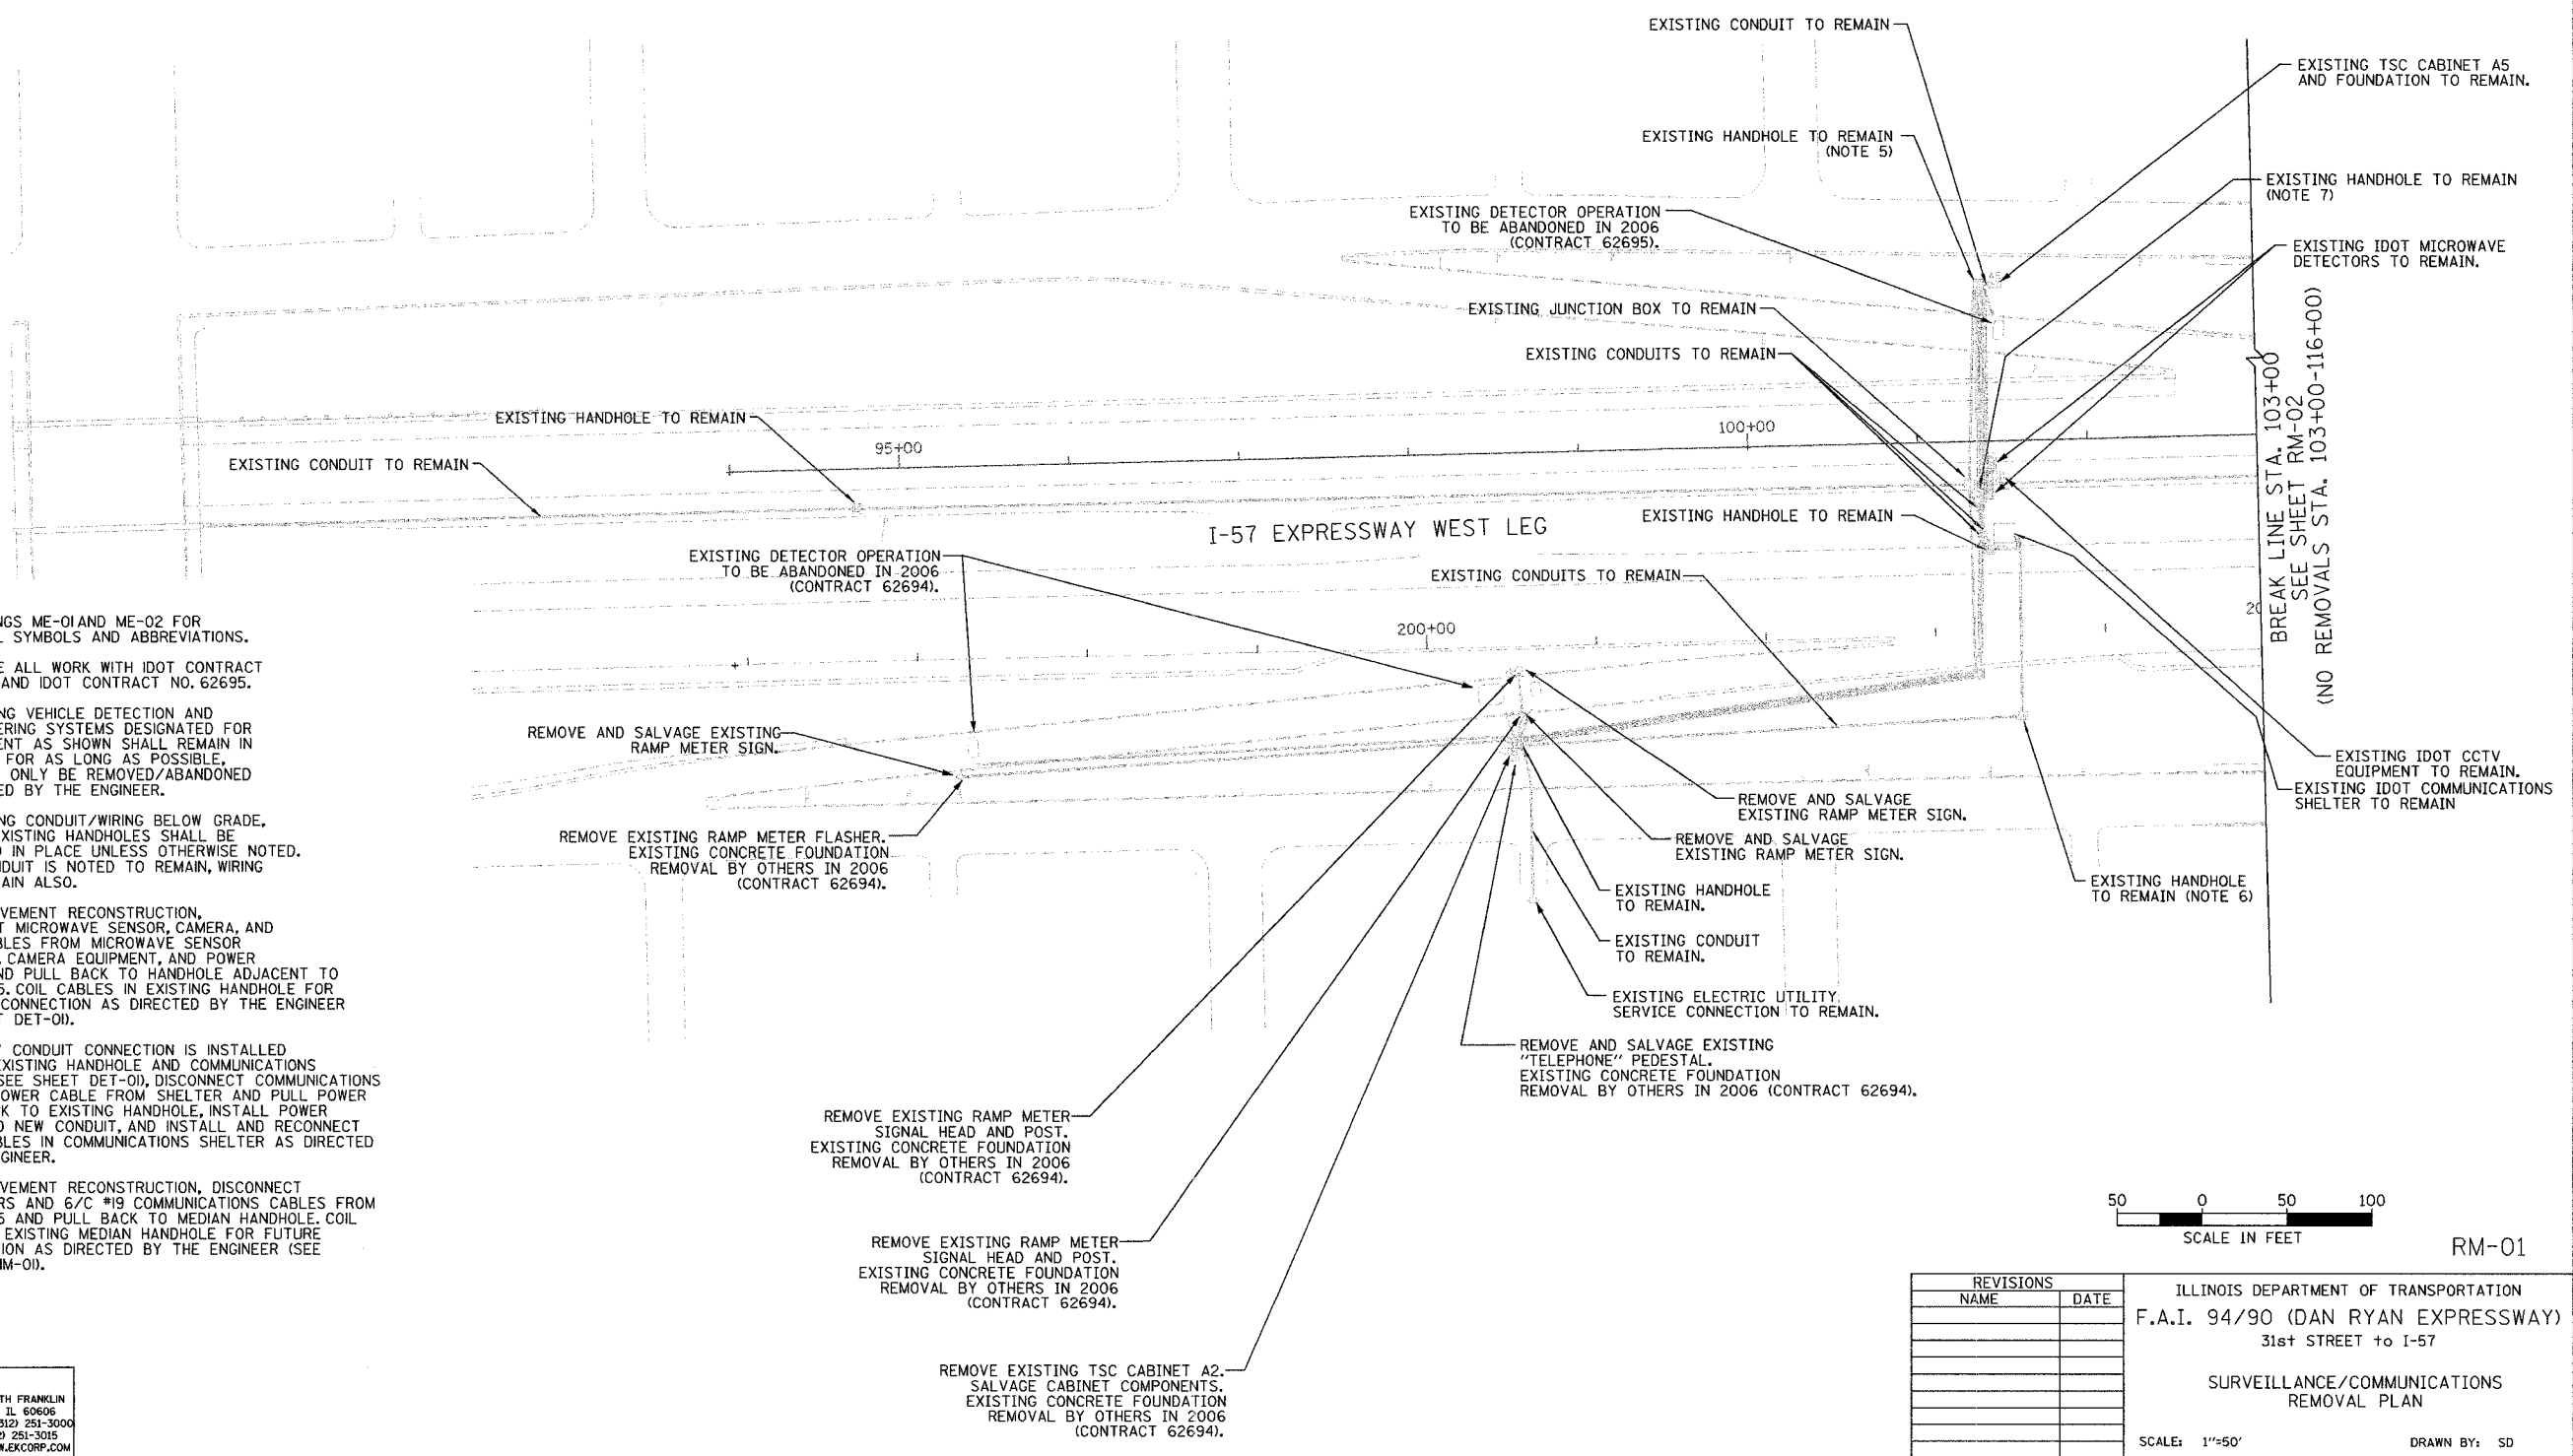 EXISTING CONDUIT TO REMAIN
EXISTING TSC CABINET A5
AND FOUNDATION TO REMAIN.
EXISTING HANDHOLE TO REMAIN
(NOTE 5)
EXISTING HANDHOLE TO REMAIN
(NOTE 7)
EXISTING DETECTOR OPERATION
TO BE ABANDONED IN 2006
(CONTRACT 62695).
EXISTING IDOT MICROWAVE
DETECTORS TO REMAIN.
EXISTING JUNCTION BOX TO REMAIN
EXISTING CONDUITS TO REMAIN
EXISTING HANDHOLE TO REMAIN
EXISTING CONDUIT TO REMAIN
95+00
100+00
I-57 EXPRESSWAY WEST LEG
EXISTING HANDHOLE TO REMAIN
BREAK LINE STA. 103+00
SEE SHEET RM-02
(NO REMOVALS STA. 103+00-116+00)
EXISTING DETECTOR OPERATION
TO BE ABANDONED IN 2006
(CONTRACT 62694).
EXISTING CONDUITS TO REMAIN
200+00
20
NGS ME-01 AND ME-02 FOR
L SYMBOLS AND ABBREVIATIONS.
E ALL WORK WITH IDOT CONTRACT
AND IDOT CONTRACT NO. 62695.
NG VEHICLE DETECTION AND
ERING SYSTEMS DESIGNATED FOR
ENT AS SHOWN SHALL REMAIN IN
FOR AS LONG AS POSSIBLE,
ONLY BE REMOVED/ABANDONED
ED BY THE ENGINEER.
NG CONDUIT/WIRING BELOW GRADE,
EXISTING HANDHOLES SHALL BE
D IN PLACE UNLESS OTHERWISE NOTED.
NDUIT IS NOTED TO REMAIN, WIRING
AIN ALSO.
VEMENT RECONSTRUCTION,
T MICROWAVE SENSOR, CAMERA, AND
BLES FROM MICROWAVE SENSOR
, CAMERA EQUIPMENT, AND POWER
ND PULL BACK TO HANDHOLE ADJACENT TO
5. COIL CABLES IN EXISTING HANDHOLE FOR
CONNECTION AS DIRECTED BY THE ENGINEER
T DET-01).
CONDUIT CONNECTION IS INSTALLED
EXISTING HANDHOLE AND COMMUNICATIONS
SEE SHEET DET-01), DISCONNECT COMMUNICATIONS
OWER CABLE FROM SHELTER AND PULL POWER
K TO EXISTING HANDHOLE, INSTALL POWER
O NEW CONDUIT, AND INSTALL AND RECONNECT
BLES IN COMMUNICATIONS SHELTER AS DIRECTED
GINEER.
VEMENT RECONSTRUCTION, DISCONNECT
RS AND 6/C #19 COMMUNICATIONS CABLES FROM
5 AND PULL BACK TO MEDIAN HANDHOLE. COIL
EXISTING MEDIAN HANDHOLE FOR FUTURE
ION AS DIRECTED BY THE ENGINEER (SEE
IM-01).
REMOVE AND SALVAGE EXISTING
RAMP METER SIGN.
REMOVE EXISTING RAMP METER FLASHER.
EXISTING CONCRETE FOUNDATION
REMOVAL BY OTHERS IN 2006
(CONTRACT 62694).
REMOVE AND SALVAGE
EXISTING RAMP METER SIGN.
REMOVE AND SALVAGE
EXISTING RAMP METER SIGN.
EXISTING HANDHOLE
TO REMAIN.
EXISTING CONDUIT
TO REMAIN.
EXISTING ELECTRIC UTILITY
SERVICE CONNECTION TO REMAIN.
REMOVE AND SALVAGE EXISTING
"TELEPHONE" PEDESTAL.
EXISTING CONCRETE FOUNDATION
REMOVAL BY OTHERS IN 2006 (CONTRACT 62694).
EXISTING IDOT CCTV
EQUIPMENT TO REMAIN.
EXISTING IDOT COMMUNICATIONS
SHELTER TO REMAIN
EXISTING HANDHOLE
TO REMAIN (NOTE 6)
REMOVE EXISTING RAMP METER
SIGNAL HEAD AND POST.
EXISTING CONCRETE FOUNDATION
REMOVAL BY OTHERS IN 2006
(CONTRACT 62694).
REMOVE EXISTING RAMP METER
SIGNAL HEAD AND POST.
EXISTING CONCRETE FOUNDATION
REMOVAL BY OTHERS IN 2006
(CONTRACT 62694).
REMOVE EXISTING TSC CABINET A2.
SALVAGE CABINET COMPONENTS.
EXISTING CONCRETE FOUNDATION
REMOVAL BY OTHERS IN 2006
(CONTRACT 62694).
50 0 50 100
SCALE IN FEET
RM-01
REVISIONS
NAME DATE
ILLINOIS DEPARTMENT OF TRANSPORTATION
F.A.I. 94/90 (DAN RYAN EXPRESSWAY)
31st STREET to I-57
SURVEILLANCE/COMMUNICATIONS
REMOVAL PLAN
SCALE: 1"=50' DRAWN BY: SD
TH FRANKLIN
IL 60606
312) 251-3000
2) 251-3015
W.EKCORP.COM